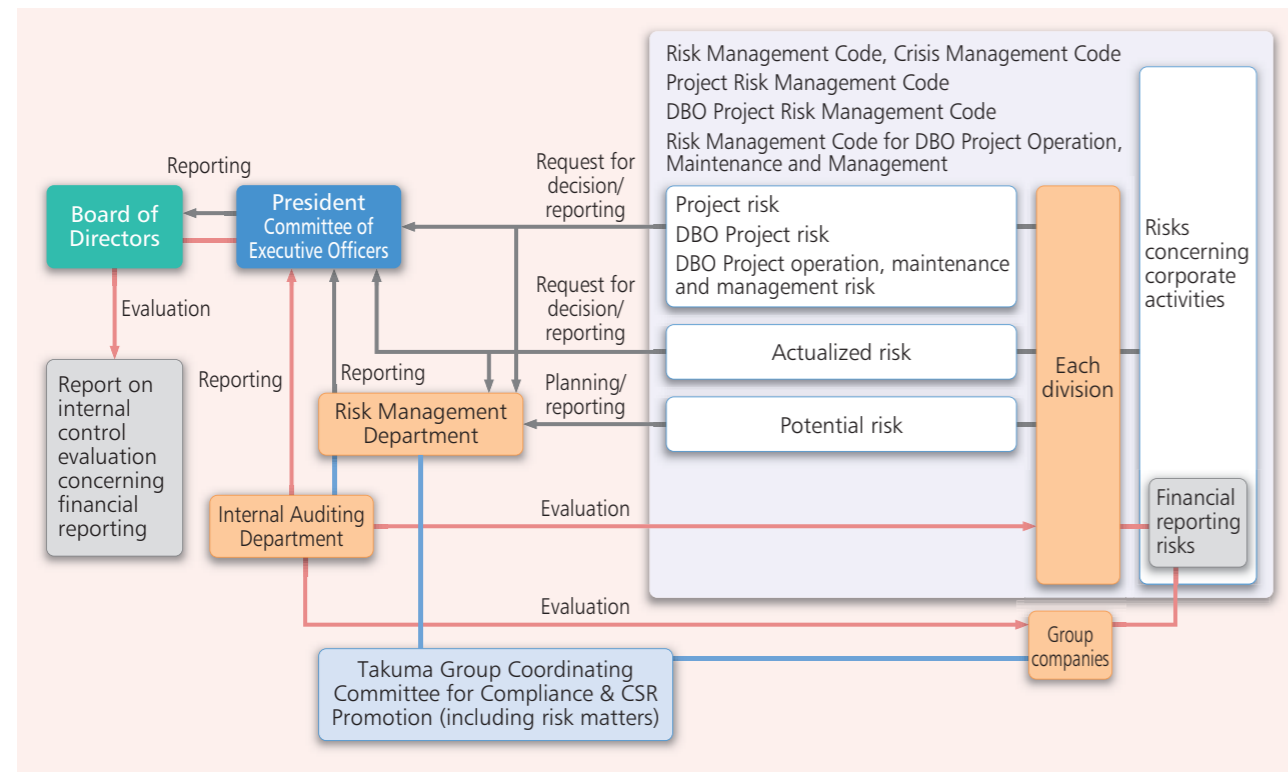 Risk Management Code, Crisis Management Code
Project Risk Management Code
DBO Project Risk Management Code
Risk Management Code for DBO Project Operation,
Maintenance and Management
Reporting
Board of
Directors
President
Committee of
Executive Officers
Request for
decision/
reporting
Project risk
DBO Project risk
DBO Project operation, maintenance
and management risk
Risks
concerning
corporate
activities
Evaluation
Request for
decision/
reporting
Actualized risk
Each
division
Report on
internal
control
evaluation
concerning
financial
reporting
Reporting
Reporting
Planning/
reporting
Risk Management
Department
Potential risk
Internal Auditing
Department
Evaluation
Financial
reporting
risks
Evaluation
Group
companies
Takuma Group Coordinating
Committee for Compliance & CSR
Promotion (including risk matters)